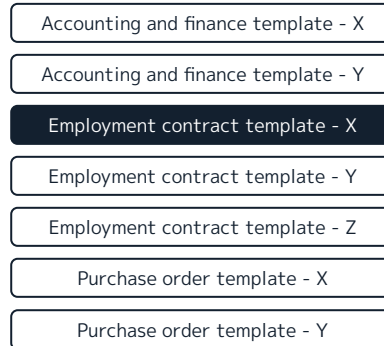 Accounting and finance template - X
Accounting and finance template - Y
Employment contract template - X
Employment contract template - Y
Employment contract template - Z
Purchase order template - X
Purchase order template - Y